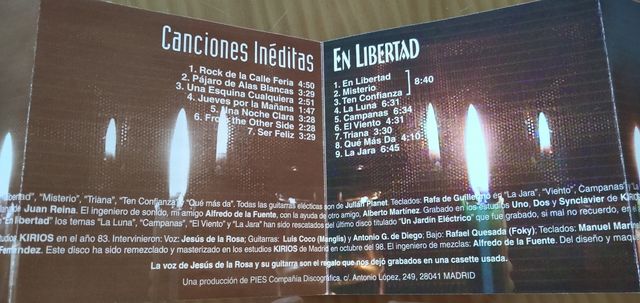 Canciones Inéditas
1. Rock de la Calle Feria 4:50
2. Pájaro de Alas Blancas 3:29
3. Una Esquina Cualquiera 2:51
4. Jueves por la Mañana 1:47
5. Una Noche Clara 3:28
6. From the Other Side 2:28
7. Ser Feliz 3:29
EN LIBERTAD
1. En Libertad
2. Misterio
3. Ten Confianza
8:40
4. La Luna 6:31
5. Campanas 6:34
6. El Viento 4:31
7. Triana 3:30
8. Qué Más Da 4:10
9. La Jara 6:45
Libertad", "Misterio", "Triana", "Ten Confianza" "Qué mas da". Todas las guitarras eléctricas son de Julián Planet. Teclados: Rafa de Guillermo en "La Jara", "Viento", Campanas"
de Juan Reina. El ingeniero de sonido, mi amigo Alfredo de la Fuente, con la ayuda de otro amigo, Alberto Martínez. Grabado en los estudios Uno, Dos y Synclavier de
"En libertad" los temas "La Luna", "Campanas", "El Viento" y "La Jara" han sido rescatados del último disco titulado "Un Jardín Eléctrico" que fue grabado, si mal no recuerdo, en
KIRIOS en el año 83. Intervinieron: Voz: Jesús de la Rosa; Guitarras: Luis Coco (Manglis) y Antonio G. de Diego; Bajo: Rafael Quesada (Foky); Teclados: Manuel
Este disco ha sido remezclado y masterizado en los estudios KIRIOS de Madrid en octubre del 98. El ingeniero de mezclas, Alfredo de la Fuente. Del diseño y
La voz de Jesús de la Rosa y su guitarra son el regalo que nos dejó grabados en una casette usada.
Una producción de PIES Compañía Discográfica, c/. Antonio López, 249, 28041 MADRID